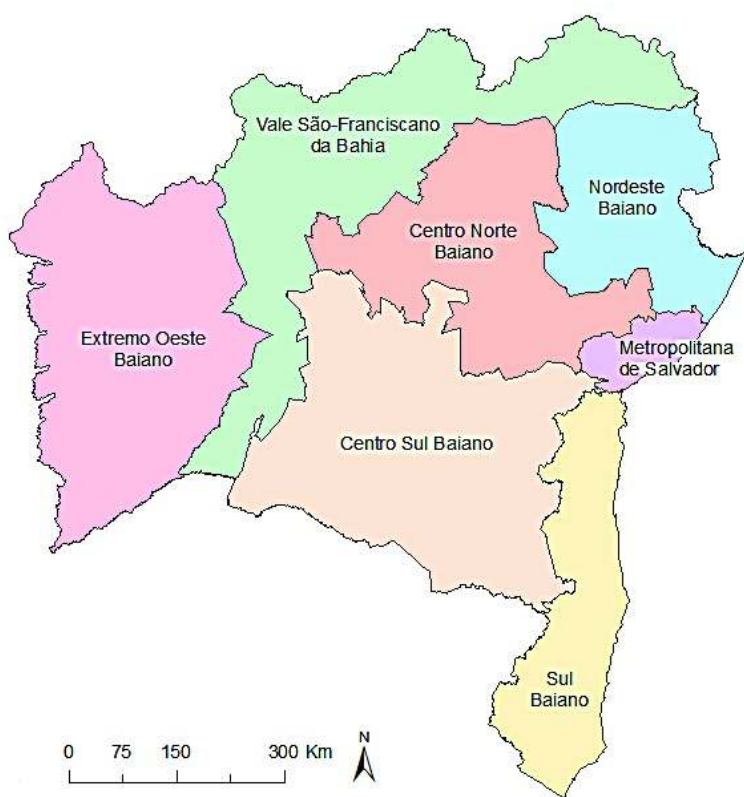 Vale São-Franciscano
da Bahia
Nordeste
Baiano
Centro Norte
Baiano
Extremo Oeste
Baiano
Metropolitana
de Salvador
Centro Sul Baiano
Sul
Baiano
0 75 150 300 Km
N